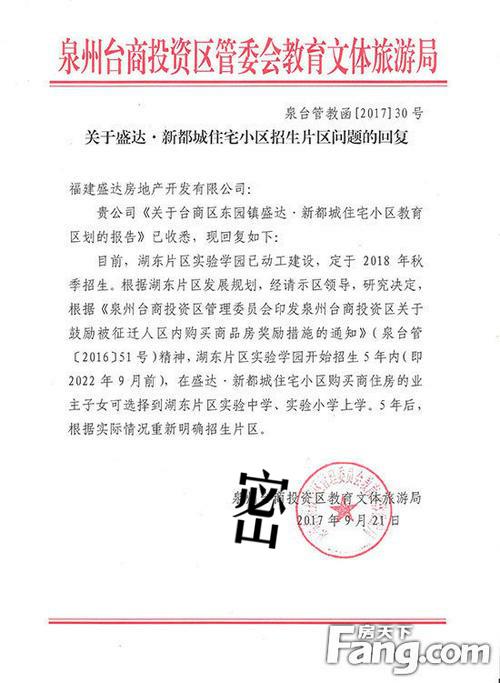 泉州台商投资区管委会教育文体旅游局
泉台管教函[2017]30号
关于盛达·新都城住宅小区招生片区问题的回复
福建盛达房地产开发有限公司:
贵公司《关于台商区东园镇盛达·新都城住宅小区教育
区划的报告》已收悉，现回复如下:
目前，湖东片区实验学园已动工建设，定于 2018 年秋
季招生。根据湖东片区发展规划，经请示区领导，研究决定，
根据《泉州台商投资区管理委员会印发泉州台商投资区关于
鼓励被征迁人区内购买商品房奖励措施的通知》(泉台管
〔2016〕51号)精神，湖东片区实验学园开始招生5年内(即
2022 年 9 月前)，在盛达·新都城住宅小区购买商住房的业
主子女可选择到湖东片区实验中学、实验小学上学。5年后，
根据实际情况重新明确招生片区。
密
泉州台商投资区教育文体旅游局
2017年9月21日
房天下
Fang.com